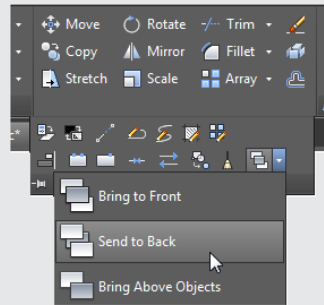 Move Rotate Trim
Copy Mirror Fillet
Stretch Scale Array
Bring to Front
Send to Back
Bring Above Objects